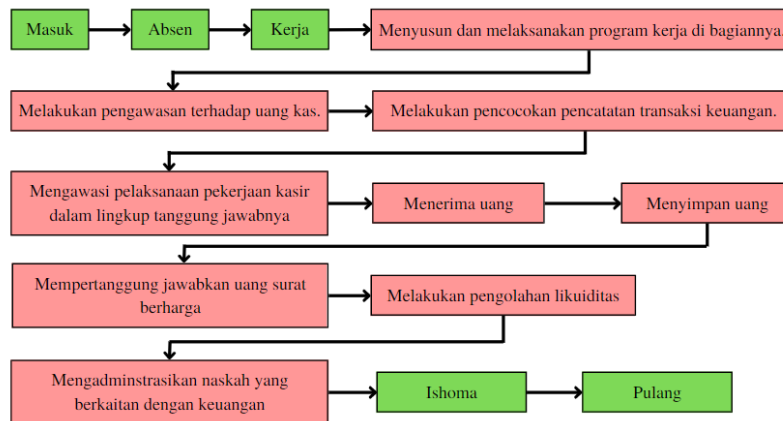 Masuk
Absen
Kerja
Menyusun dan melaksanakan program kerja di bagiannya.
Melakukan pengawasan terhadap uang kas.
Melakukan pencocokan pencatatan transaksi keuangan.
Mengawasi pelaksanaan pekerjaan kasir
dalam lingkup tanggung jawabnya
Menerima uang
Menyimpan uang
Mempertanggung jawabkan uang surat
berharga
Melakukan pengolahan likuiditas
Mengadminstrasikan naskah yang
berkaitan dengan keuangan
Ishoma
Pulang